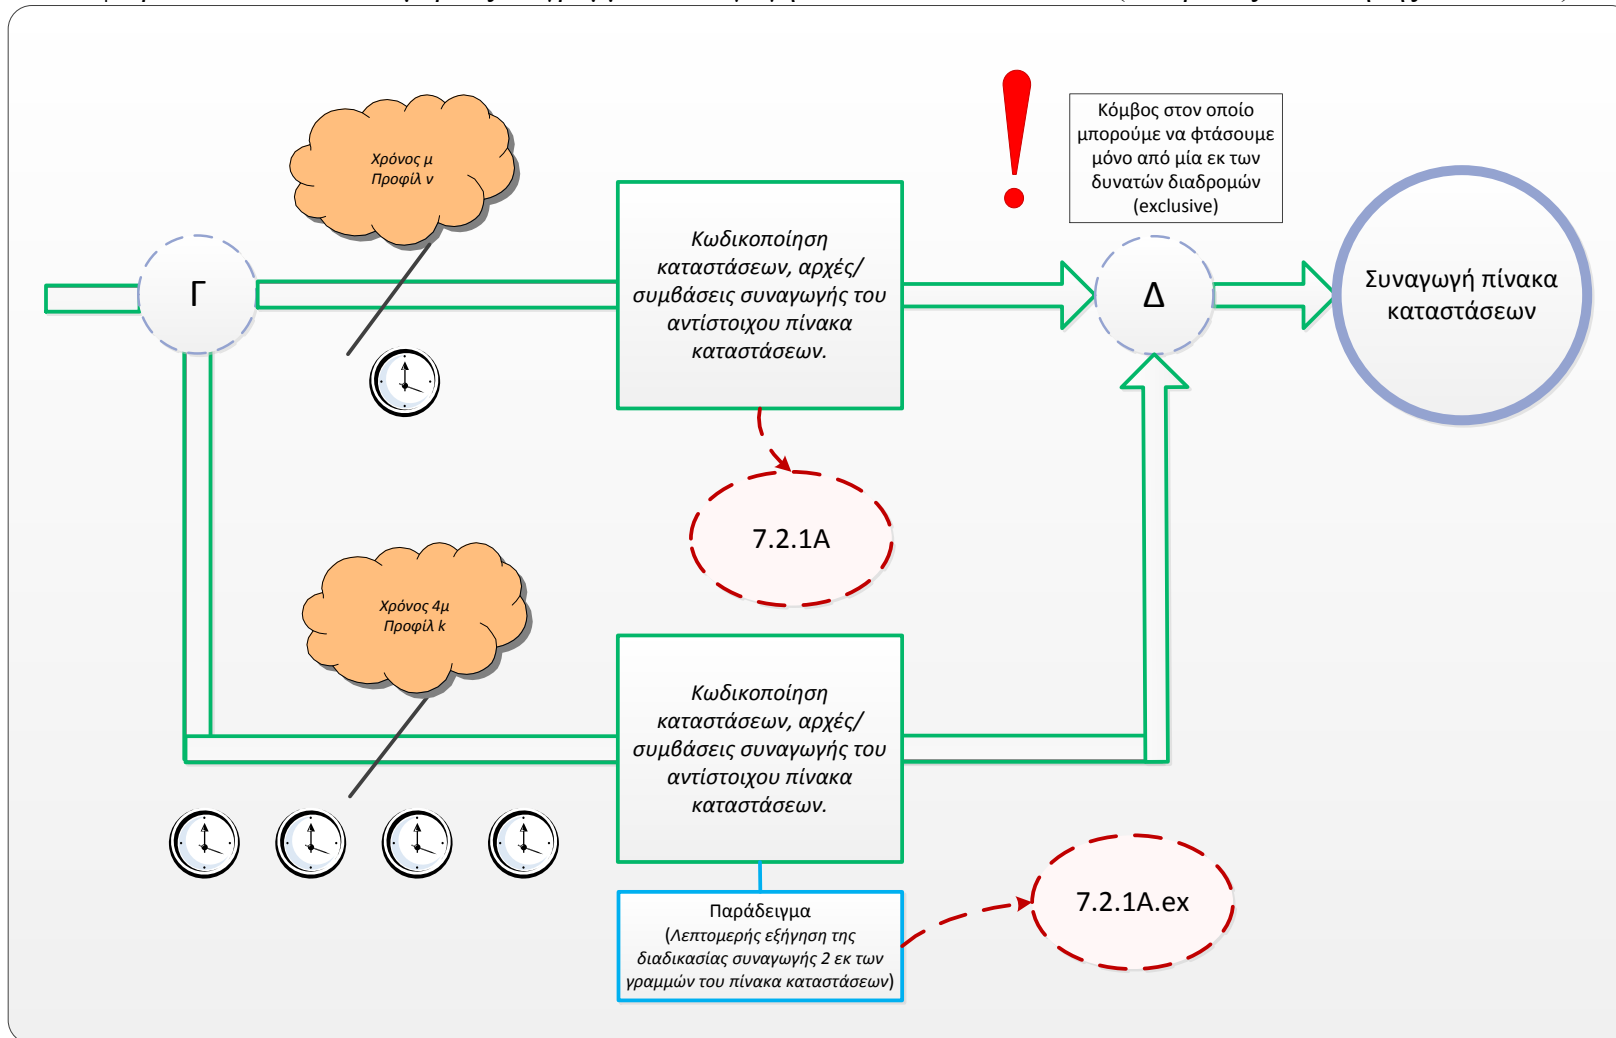 Χρόνος μ
Προφίλ ν
Κόμβος στον οποίο
μπορούμε να φτάσουμε
μόνο από μία εκ των
δυνατών διαδρομών
(exclusive)
Γ
Κωδικοποίηση
καταστάσεων, αρχές/
συμβάσεις συναγωγής του
αντίστοιχου πίνακα
καταστάσεων.
Δ
Συναγωγή πίνακα
καταστάσεων
7.2.1A
Χρόνος 4μ
Προφίλ k
Κωδικοποίηση
καταστάσεων, αρχές/
συμβάσεις συναγωγής του
αντίστοιχου πίνακα
καταστάσεων.
Παράδειγμα
(Λεπτομερής εξήγηση της
διαδικασίας συναγωγής 2 εκ των
γραμμών του πίνακα καταστάσεων)
7.2.1A.ex